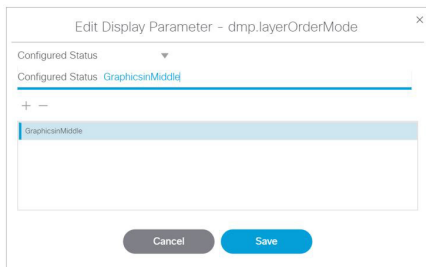 Edit Display Parameter - dmp.layerOrderMode
Configured Status
Configured Status GraphicsinMiddle
GraphicsinMiddle
Cancel
Save